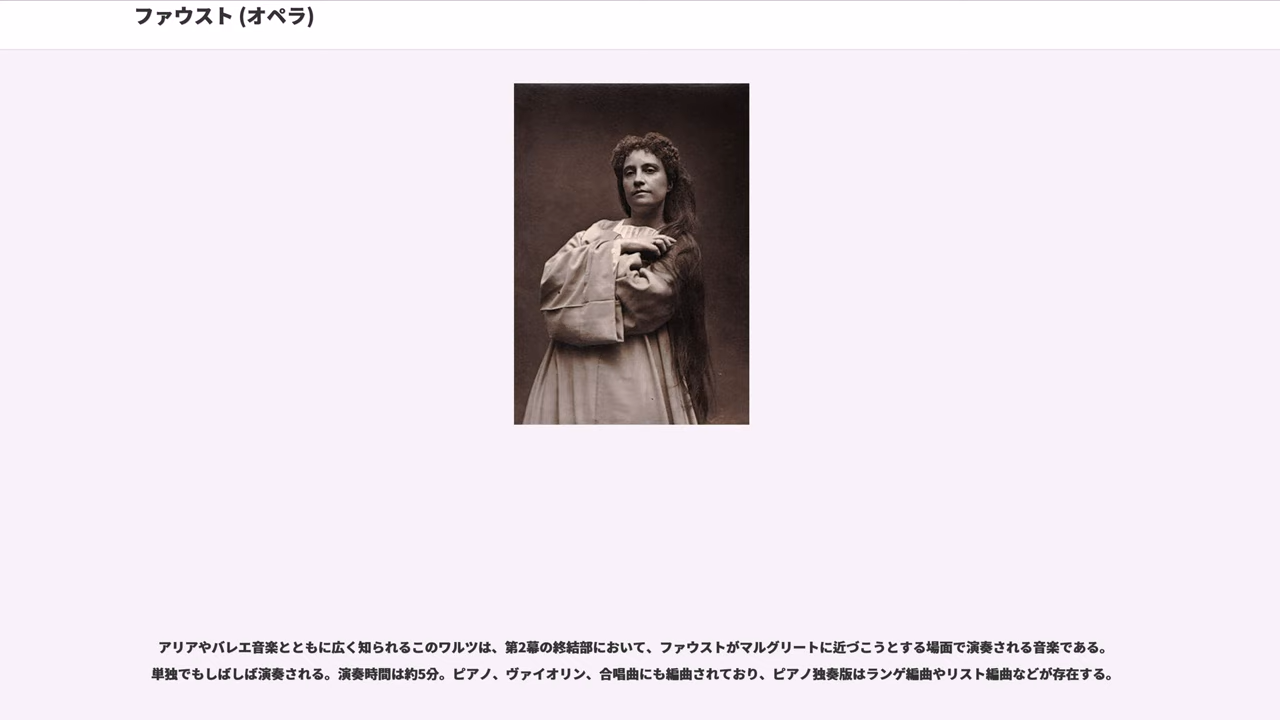 ファウスト (オペラ)
アリアやバレエ音楽とともに広く知られるこのワルツは、第2幕の終結部において、ファウストがマルグリートに近づこうとする場面で演奏される音楽である。
単独でもしばしば演奏される。演奏時間は約5分。ピアノ、ヴァイオリン、合唱曲にも編曲されており、ピアノ独奏版はランゲ編曲やリスト編曲などが存在する。